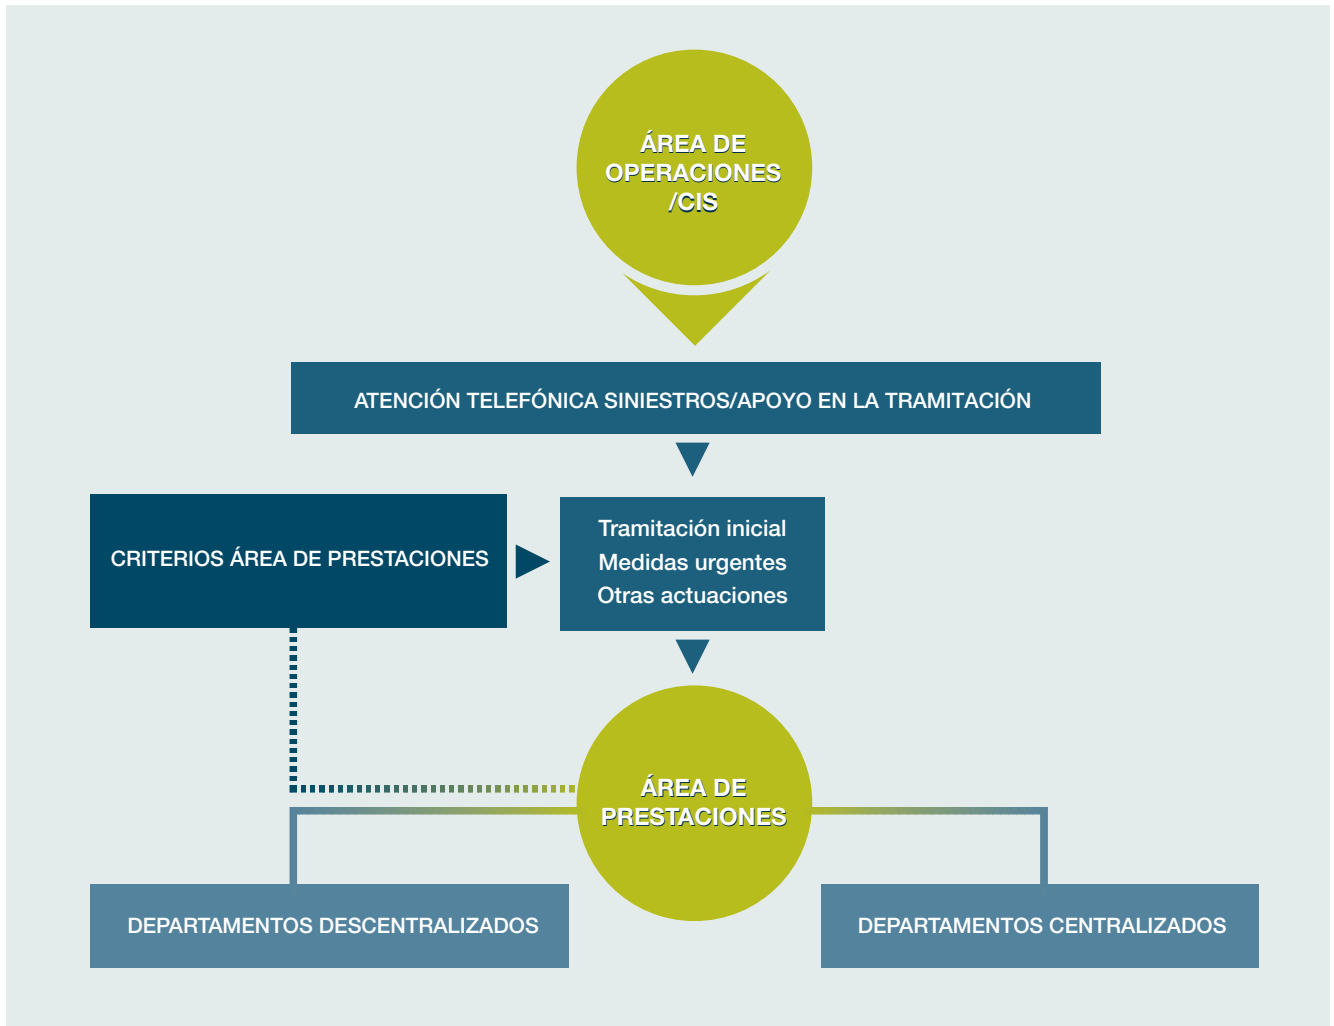 ÁREA DE
OPERACIONES
/CIS
ATENCIÓN TELEFÓNICA SINIESTROS/APOYO EN LA TRAMITACIÓN
CRITERIOS ÁREA DE PRESTACIONES
Tramitación inicial
Medidas urgentes
Otras actuaciones
ÁREA DE
PRESTACIONES
DEPARTAMENTOS DESCENTRALIZADOS
DEPARTAMENTOS CENTRALIZADOS